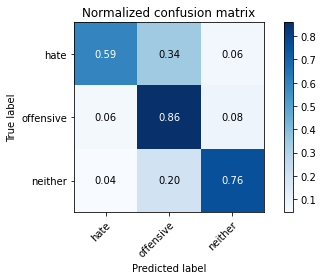 Normalized confusion matrix
True label
hate 0.59 0.34 0.06
offensive 0.06 0.86 0.08
neither 0.04 0.20 0.76
hate offensive neither
Predicted label
0.8
0.7
0.6
0.5
0.4
0.3
0.2
0.1